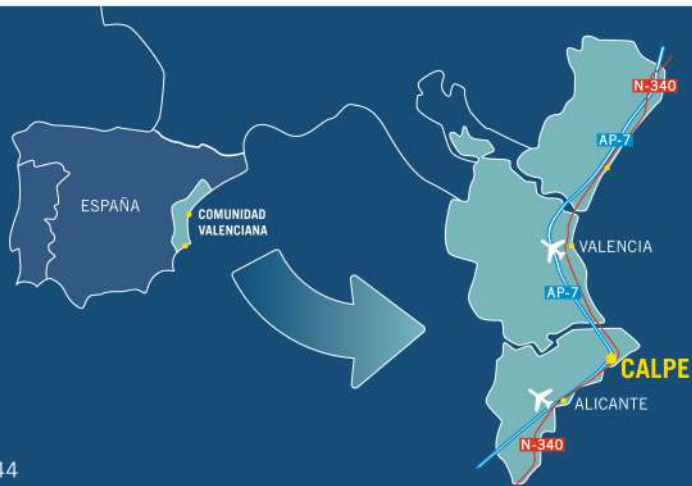 ESPAÑA
COMUNIDAD
VALENCIANA
N-340
AP-7
VALENCIA
AP-7
CALPE
ALICANTE
N-340
44